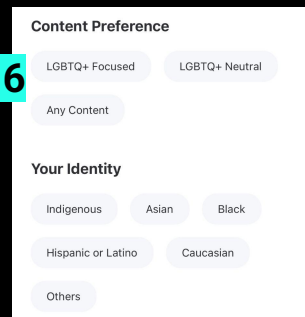 Content Preference
LGBTQ+ Focused LGBTQ+ Neutral
6
Any Content
Your Identity
Indigenous Asian Black
Hispanic or Latino Caucasian
Others